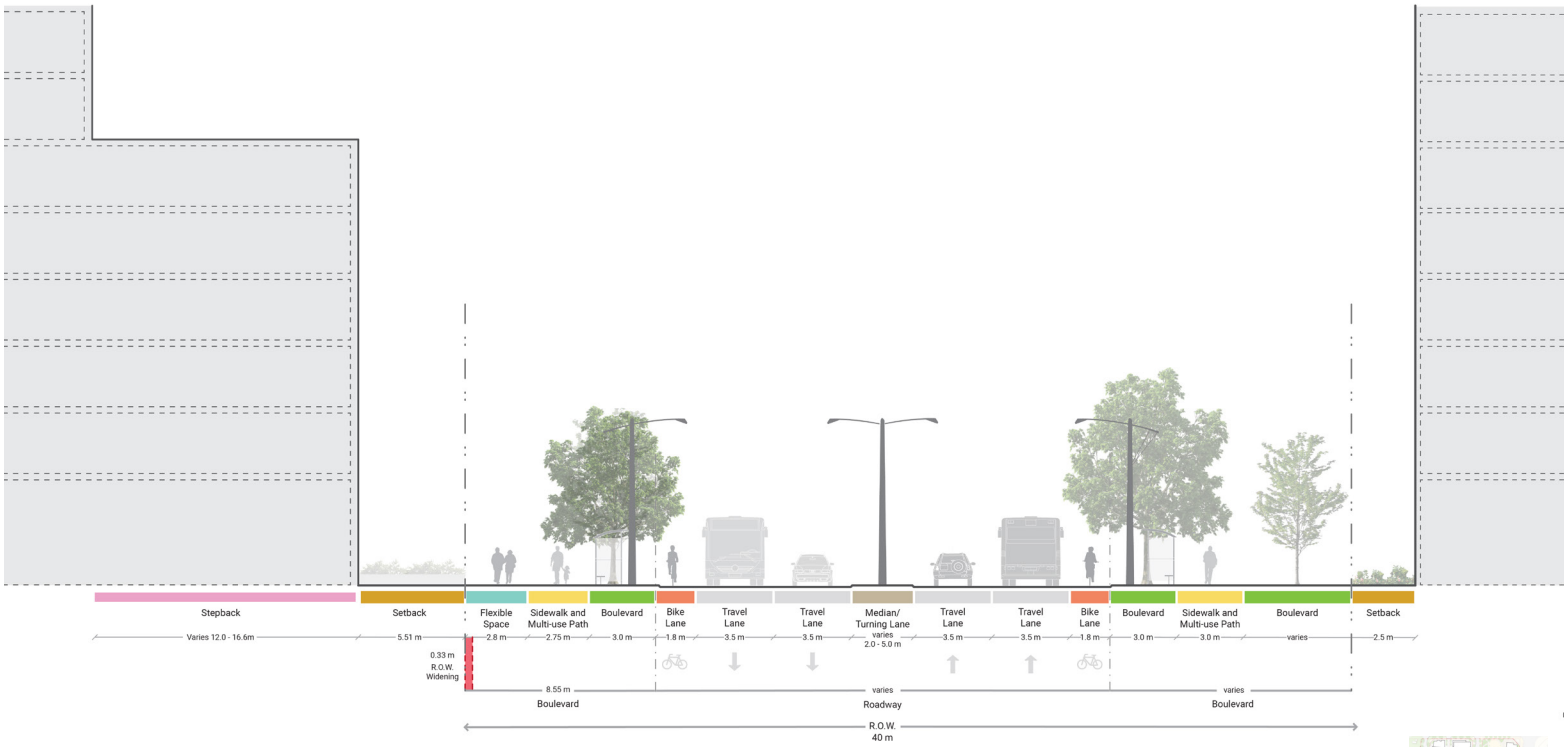 Stepback
Setback
Flexible
Space
Sidewalk and
Multi-use Path
Boulevard
Bike
Lane
Travel
Lane
Travel
Lane
Median/
Turning Lane
Travel
Lane
Travel
Lane
Bike
Lane
Boulevard
Sidewalk and
Multi-use Path
Boulevard
Setback
Varies 12.0 - 16.6m
5.51 m
2.8 m
2.75 m
3.0 m
1.8 m
3.5 m
3.5 m
varies
2.0 - 5.0 m
3.5 m
3.5 m
1.8 m
3.0 m
3.0 m
varies
2.5 m
0.33 m
R.O.W.
Widening
8.55 m
Boulevard
varies
Roadway
varies
Boulevard
R.O.W.
40 m